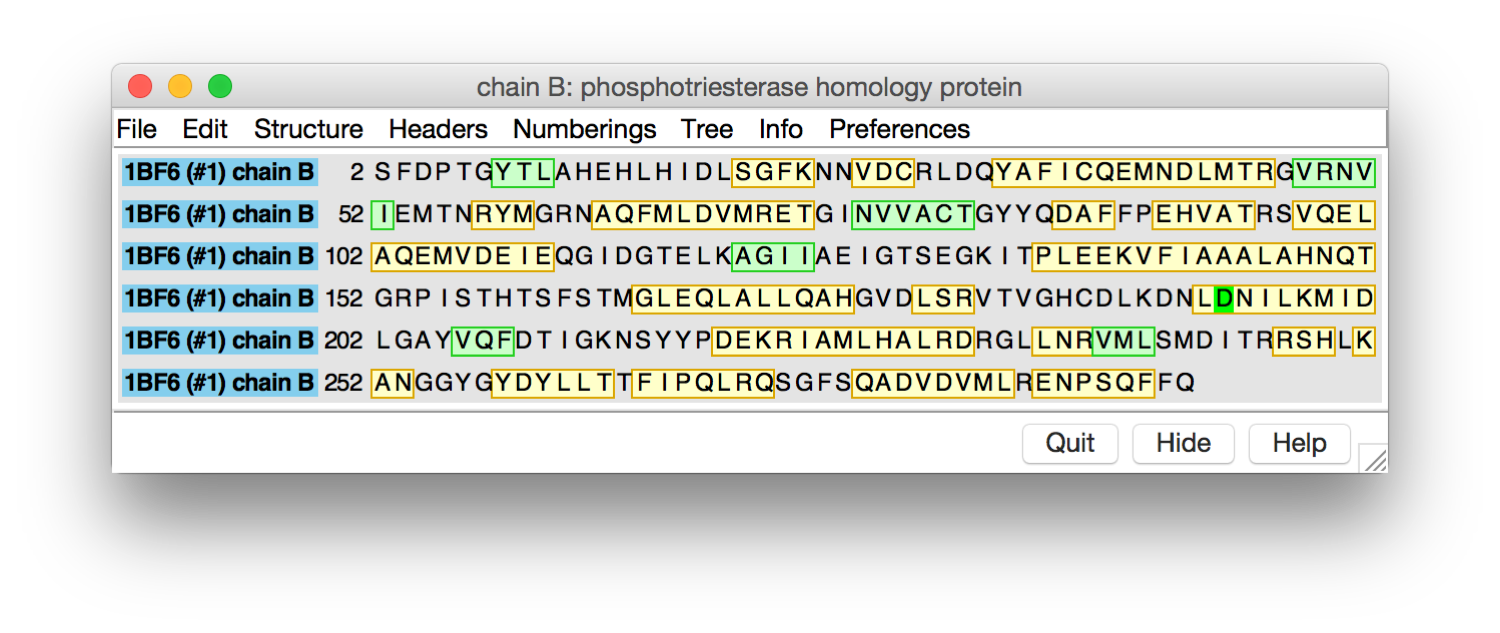 chain B: phosphotriesterase homology protein
File Edit Structure Headers Numberings Tree Info Preferences
1BF6 (#1) chain B 2 SFDPTGYTLAHEHLHIDLSGFKNNVDCRLDQYAFICQEMNDLMTRGVRNV
1BF6 (#1) chain B 52 IEMTNRYMGRNAQFMLDVMRETGINVVACTGYYQDAFFPEHVATRSVQEL
1BF6 (#1) chain B 102 AQEMVDEIEQGIDGTELKAGIIAEIGTSEGKITPLEEKVFIAAALAHNQT
1BF6 (#1) chain B 152 GRPISTHTSFSTMGLEQLALLQAHGVDLSRVTVGHCDLKDNLDNILKMID
1BF6 (#1) chain B 202 LGAYVQFDTIGKNSYYPDEKRIAMLHALRDRGLLNRVMLSMDITRRSHLK
1BF6 (#1) chain B 252 ANGGYGYDYLLTTFIPQLRQSGFSQADVDVMLRENPSQFFQ
Quit Hide Help